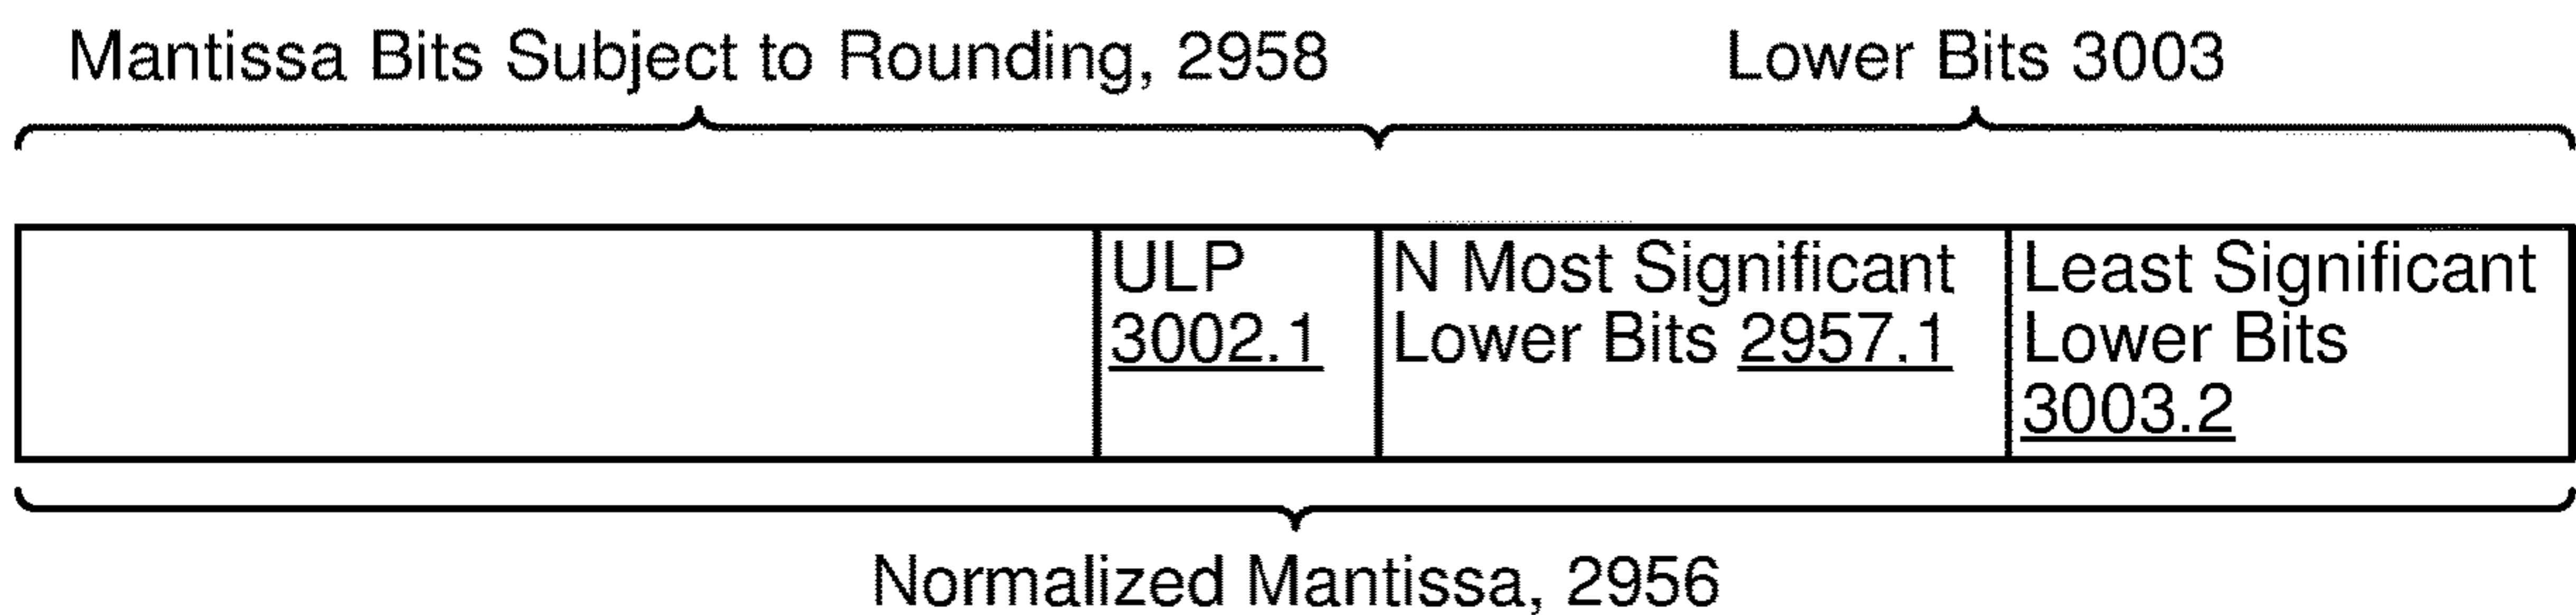 Mantissa Bits Subject to Rounding, 2958
Lower Bits 3003
ULP
3002.1
N Most Significant
Lower Bits 2957.1
Least Significant
Lower Bits
3003.2
Normalized Mantissa, 2956